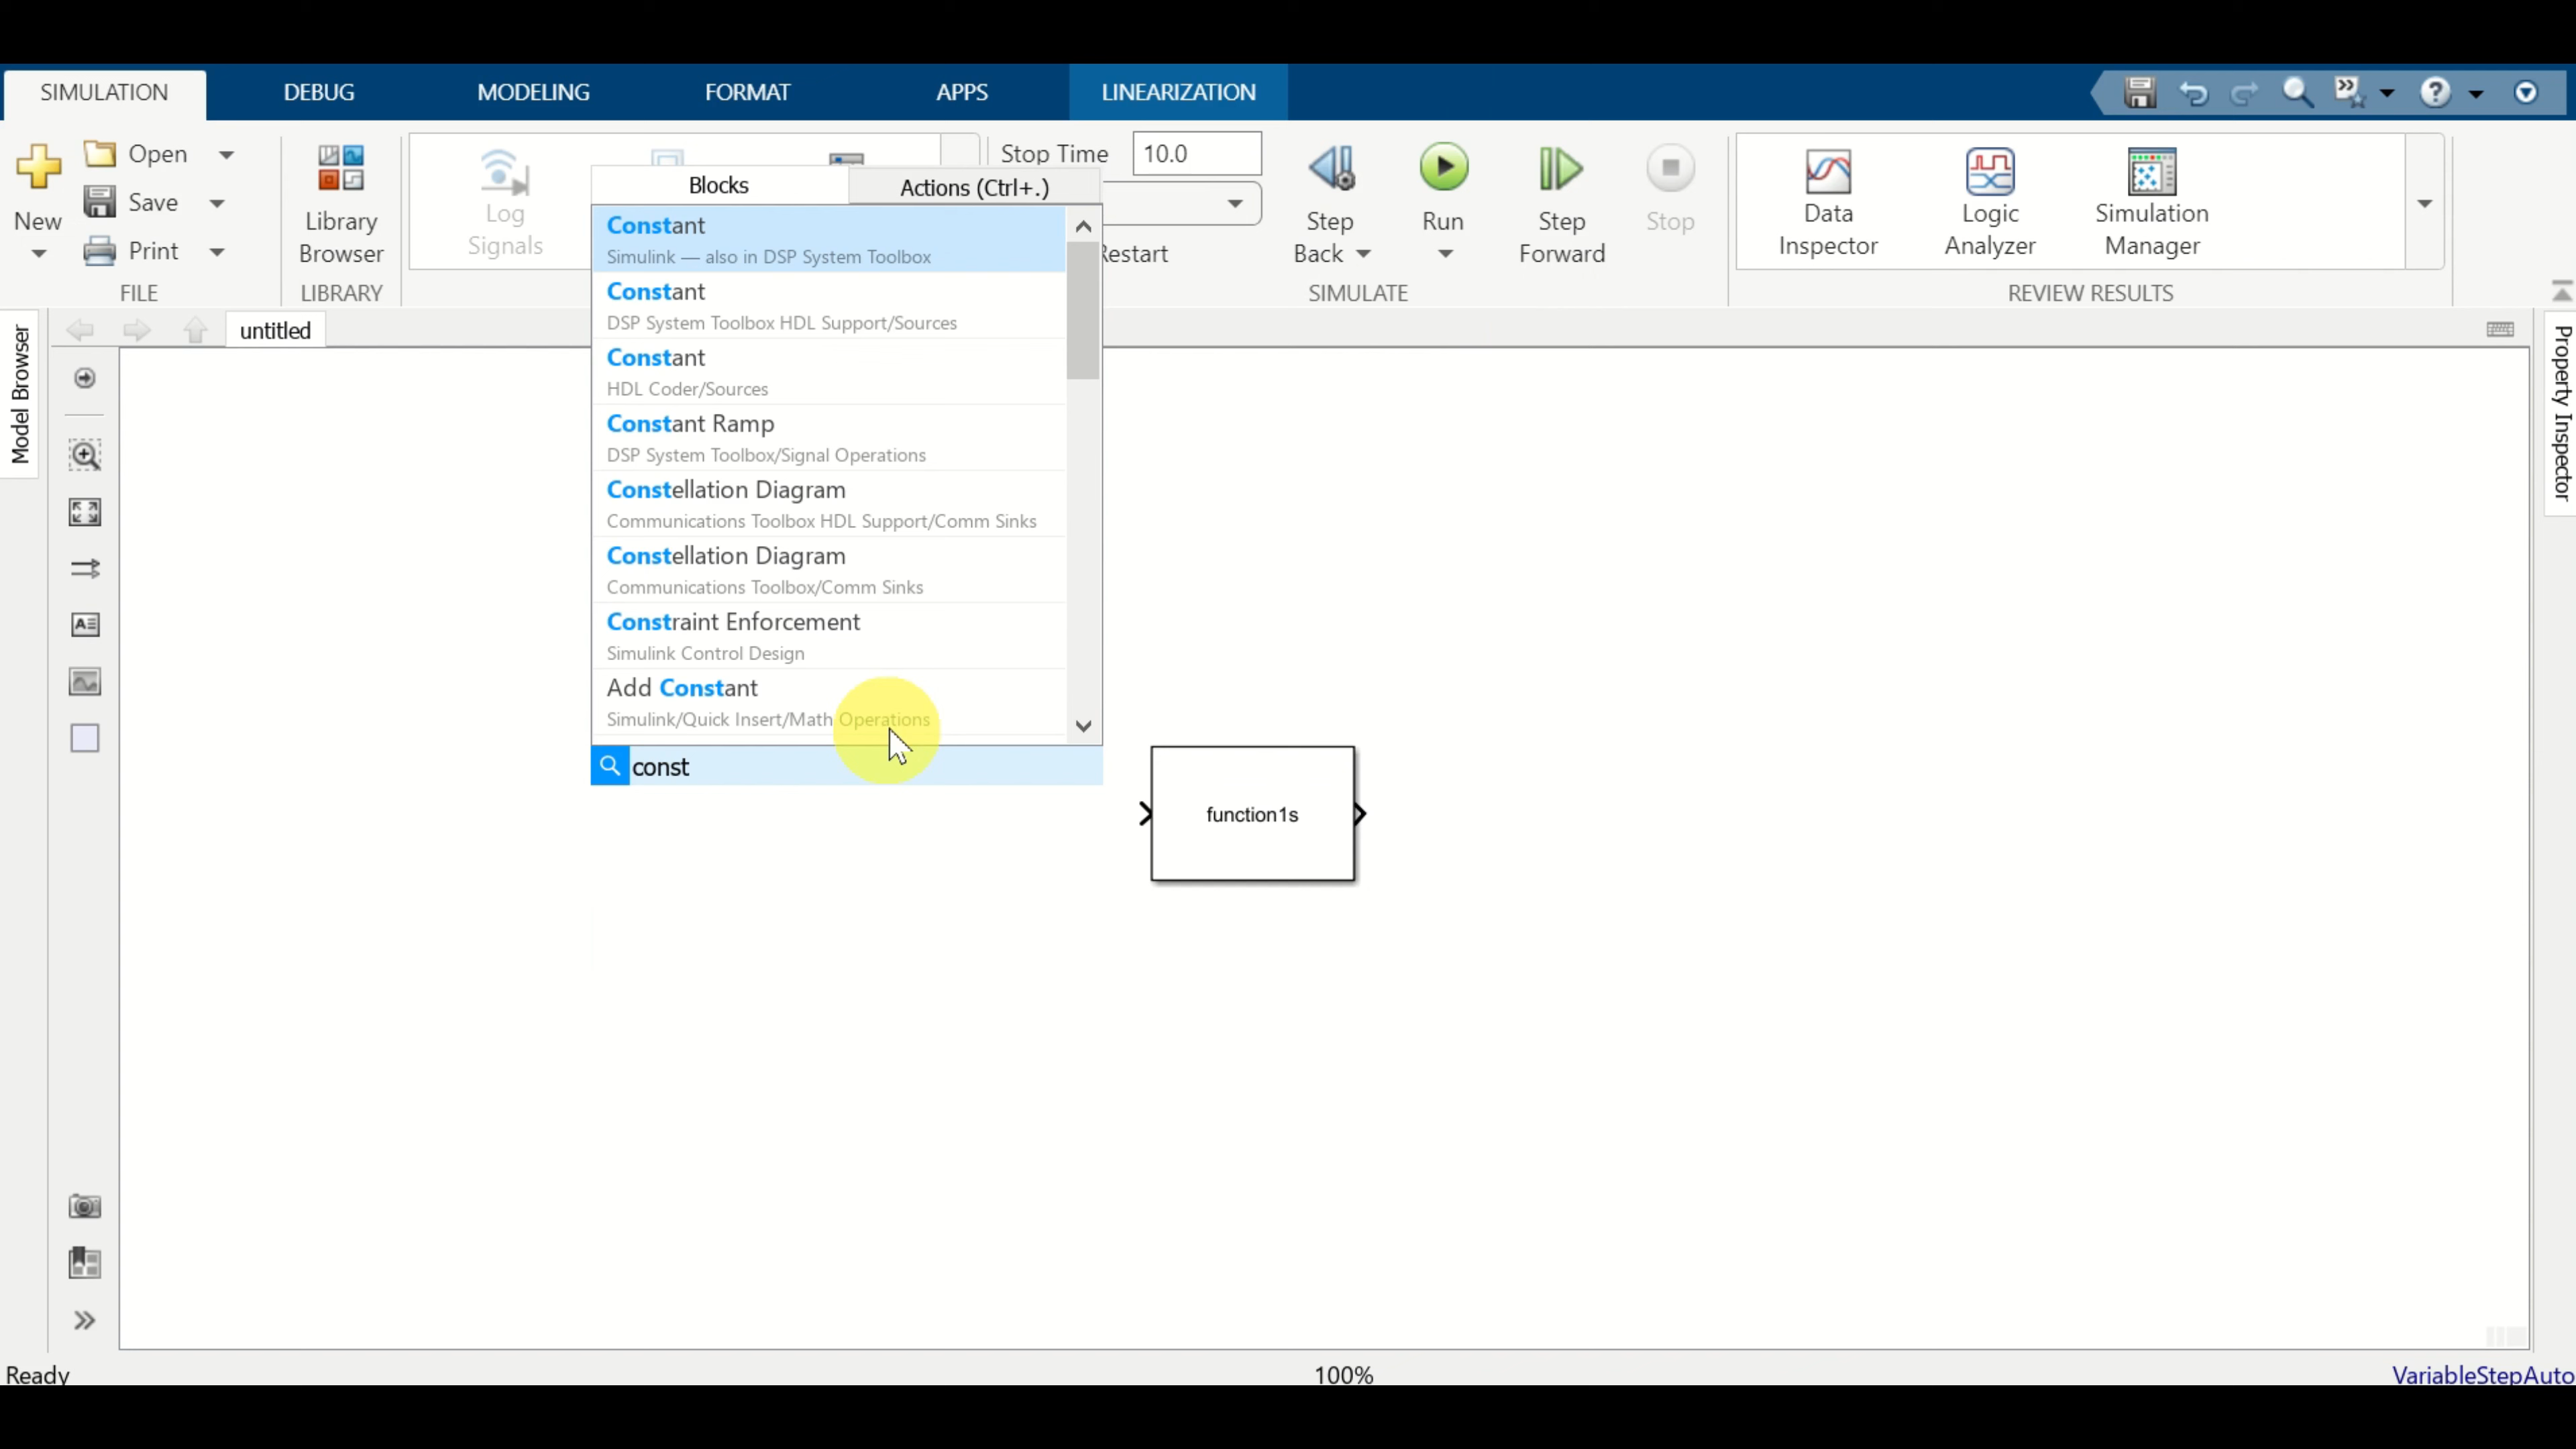 SIMULATION DEBUG MODELING FORMAT APPS LINEARIZATION
New
Open
Save
Print
FILE
Library
Browser
LIBRARY
Log
Signals
Stop Time 10.0
Restart
Step
Back
Run
Step
Forward
Stop
SIMULATE
Data
Inspector
Logic
Analyzer
Simulation
Manager
REVIEW RESULTS
Blocks Actions (Ctrl+.)
Constant
Simulink — also in DSP System Toolbox
Constant
DSP System Toolbox HDL Support/Sources
Constant
HDL Coder/Sources
Constant Ramp
DSP System Toolbox/Signal Operations
Constellation Diagram
Communications Toolbox HDL Support/Comm Sinks
Constellation Diagram
Communications Toolbox/Comm Sinks
Constraint Enforcement
Simulink Control Design
Add Constant
Simulink/Quick Insert/Math Operations
const
untitled
Model Browser
Property Inspector
function1s
Ready
100%
VariableStepAuto